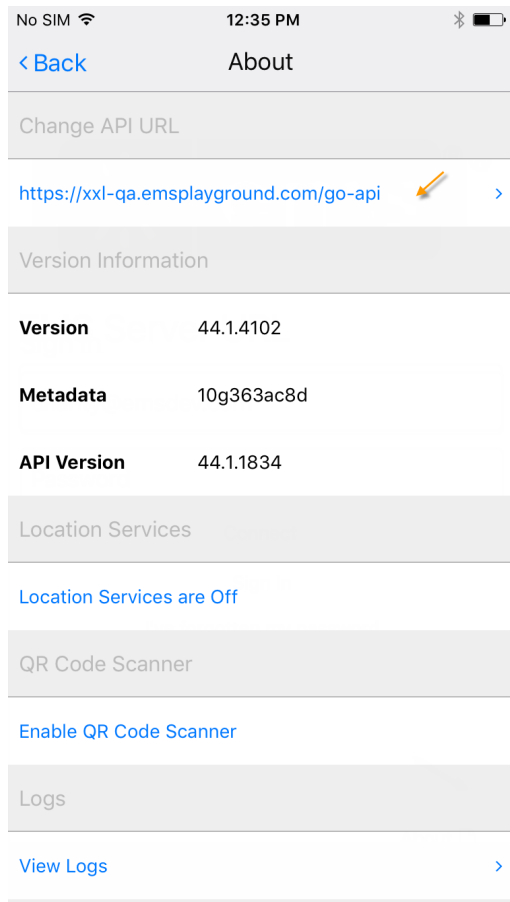 No SIM 12:35 PM
Back About
Change API URL
https://xxl-qa.emsplayground.com/go-api
Version Information
Version 44.1.4102
Metadata 10g363ac8d
API Version 44.1.1834
Location Services
Location Services are Off
QR Code Scanner
Enable QR Code Scanner
Logs
View Logs